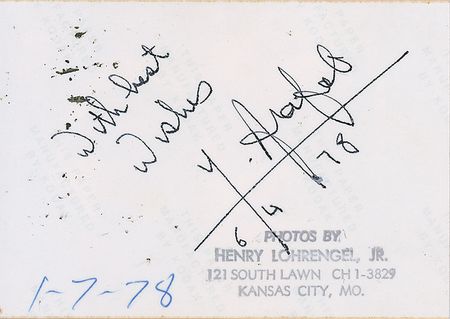 With best
Wishes
Y. Arafat
6 4 78
PHOTOS BY
HENRY LOHRENGEL, JR.
121 SOUTH LAWN CH 1-3829
KANSAS CITY, MO.
1-7-78